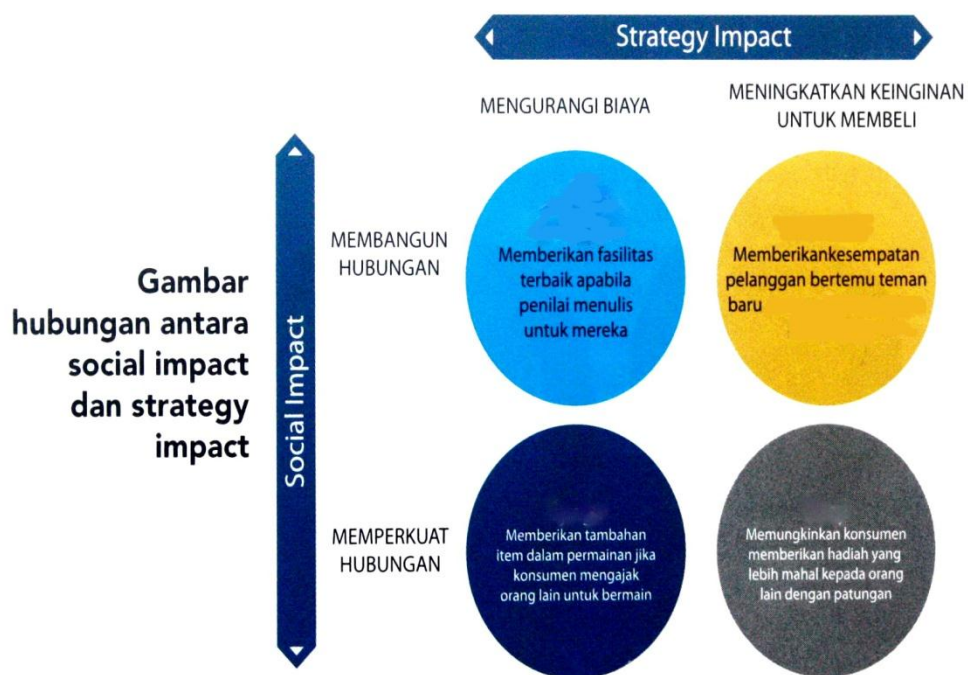 Strategy Impact
MENGURANGI BIAYA
MENINGKATKAN KEINGINAN
UNTUK MEMBELI
Gambar
hubungan antara
social impact
dan strategy
impact
Social Impact
MEMBANGUN
HUBUNGAN
Memberikan fasilitas
terbaik apabila
penilai menulis
untuk mereka
Memberikankesempatan
pelanggan bertemu teman
baru
MEMPERKUAT
HUBUNGAN
Memberikan tambahan
item dalam permainan jika
konsumen mengajak
orang lain untuk bermain
Memungkinkan konsumen
memberikan hadiah yang
lebih mahal kepada orang
lain dengan patungan